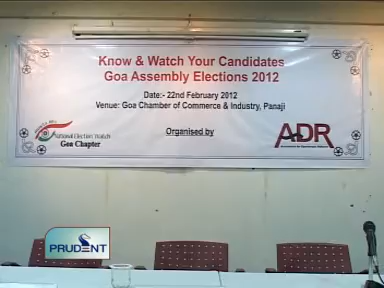 Know & Watch Your Candidates
Goa Assembly Elections 2012
Date:- 22nd February 2012
Venue: Goa Chamber of Commerce & Industry, Panaji
National Election Watch
Goa Chapter
Organised by
ADR
PRUDENT